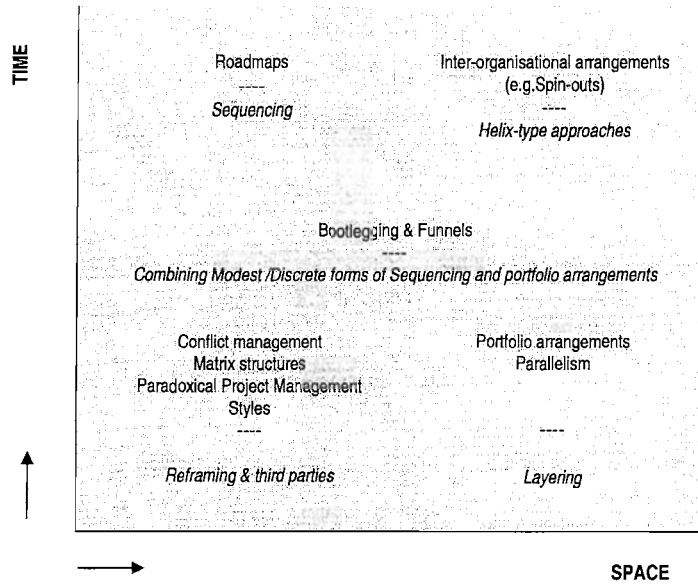 TIME
Roadmaps
----
Sequencing
Inter-organisational arrangements
(e.g.Spin-outs)
----
Helix-type approaches
Bootlegging & Funnels
----
Combining Modest /Discrete forms of Sequencing and portfolio arrangements
Conflict management
Matrix structures
Paradoxical Project Management
Styles
----
Reframing & third parties
Portfolio arrangements
Parallelism
----
Layering
SPACE